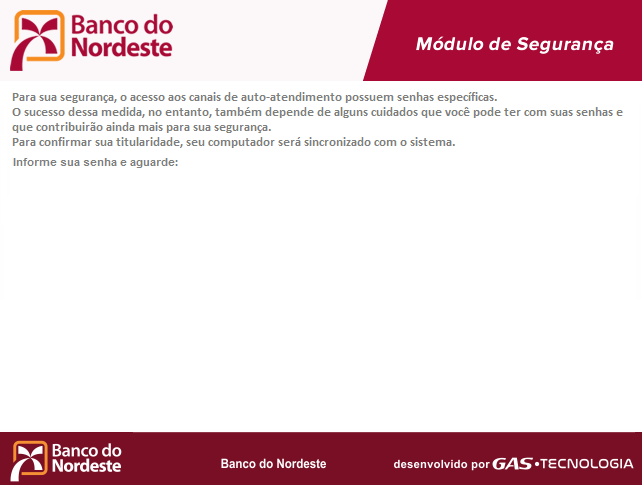 Banco do
Nordeste
Módulo de Segurança
Para sua segurança, o acesso aos canais de auto-atendimento possuem senhas específicas.
O sucesso dessa medida, no entanto, também depende de alguns cuidados que você pode ter com suas senhas e
que contribuirão ainda mais para sua segurança.
Para confirmar sua titularidade, seu computador será sincronizado com o sistema.
Informe sua senha e aguarde:
Banco do
Nordeste
Banco do Nordeste
desenvolvido por GAS•TECNOLOGIA